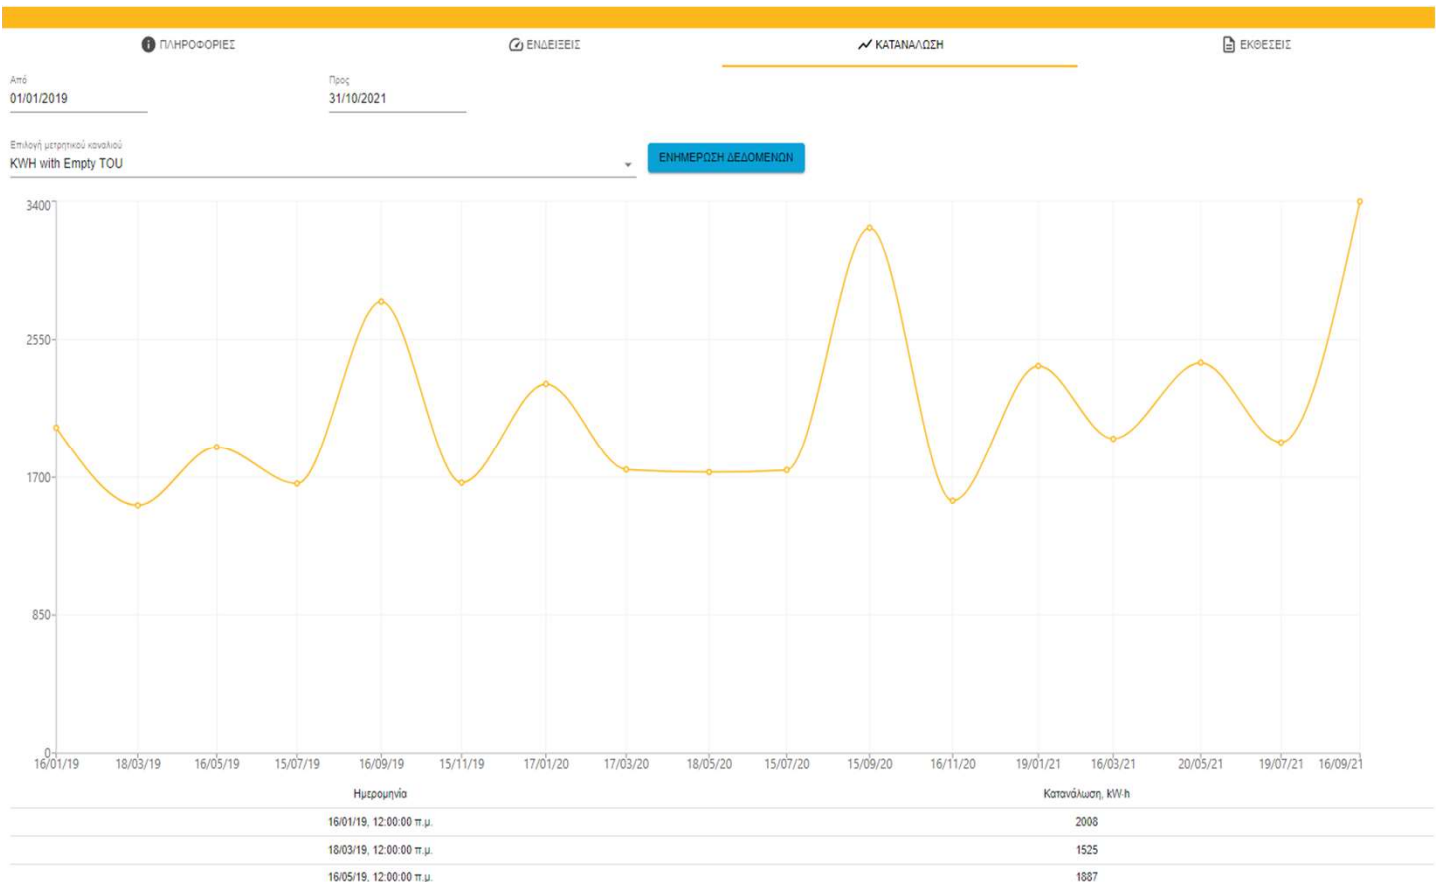 ΠΛΗΡΟΦΟΡΙΕΣ ΕΝΔΕΙΞΕΙΣ ΚΑΤΑΝΑΛΩΣΗ ΕΚΘΕΣΕΙΣ
Από Προς
01/01/2019 31/10/2021
Επιλογή μετρητικού καναλιού
KWH with Empty TOU ΕΝΗΜΕΡΩΣΗ ΔΕΔΟΜΕΝΩΝ
3400
2550
1700
850
0
16/01/19 18/03/19 16/05/19 15/07/19 16/09/19 15/11/19 17/01/20 17/03/20 18/05/20 15/07/20 15/09/20 16/11/20 19/01/21 16/03/21 20/05/21 19/07/21 16/09/21
Ημερομηνία Κατανάλωση, kW·h
16/01/19, 12:00:00 π.μ. 2008
18/03/19, 12:00:00 π.μ. 1525
16/05/19, 12:00:00 π.μ. 1887